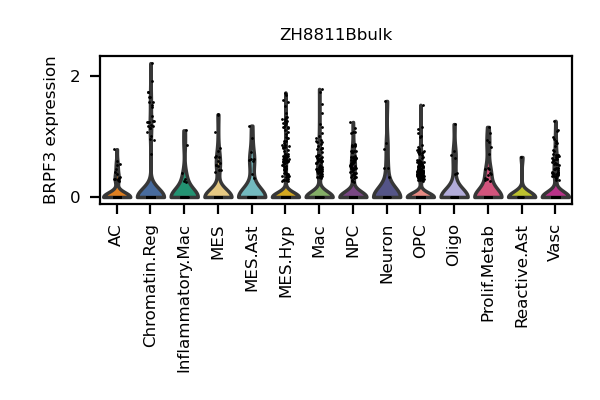 ZH8811Bbulk
BRPF3 expression
2
0
AC
Chromatin.Reg
Inflammatory.Mac
MES
MES.Ast
MES.Hyp
Mac
NPC
Neuron
OPC
Oligo
Prolif.Metab
Reactive.Ast
Vasc